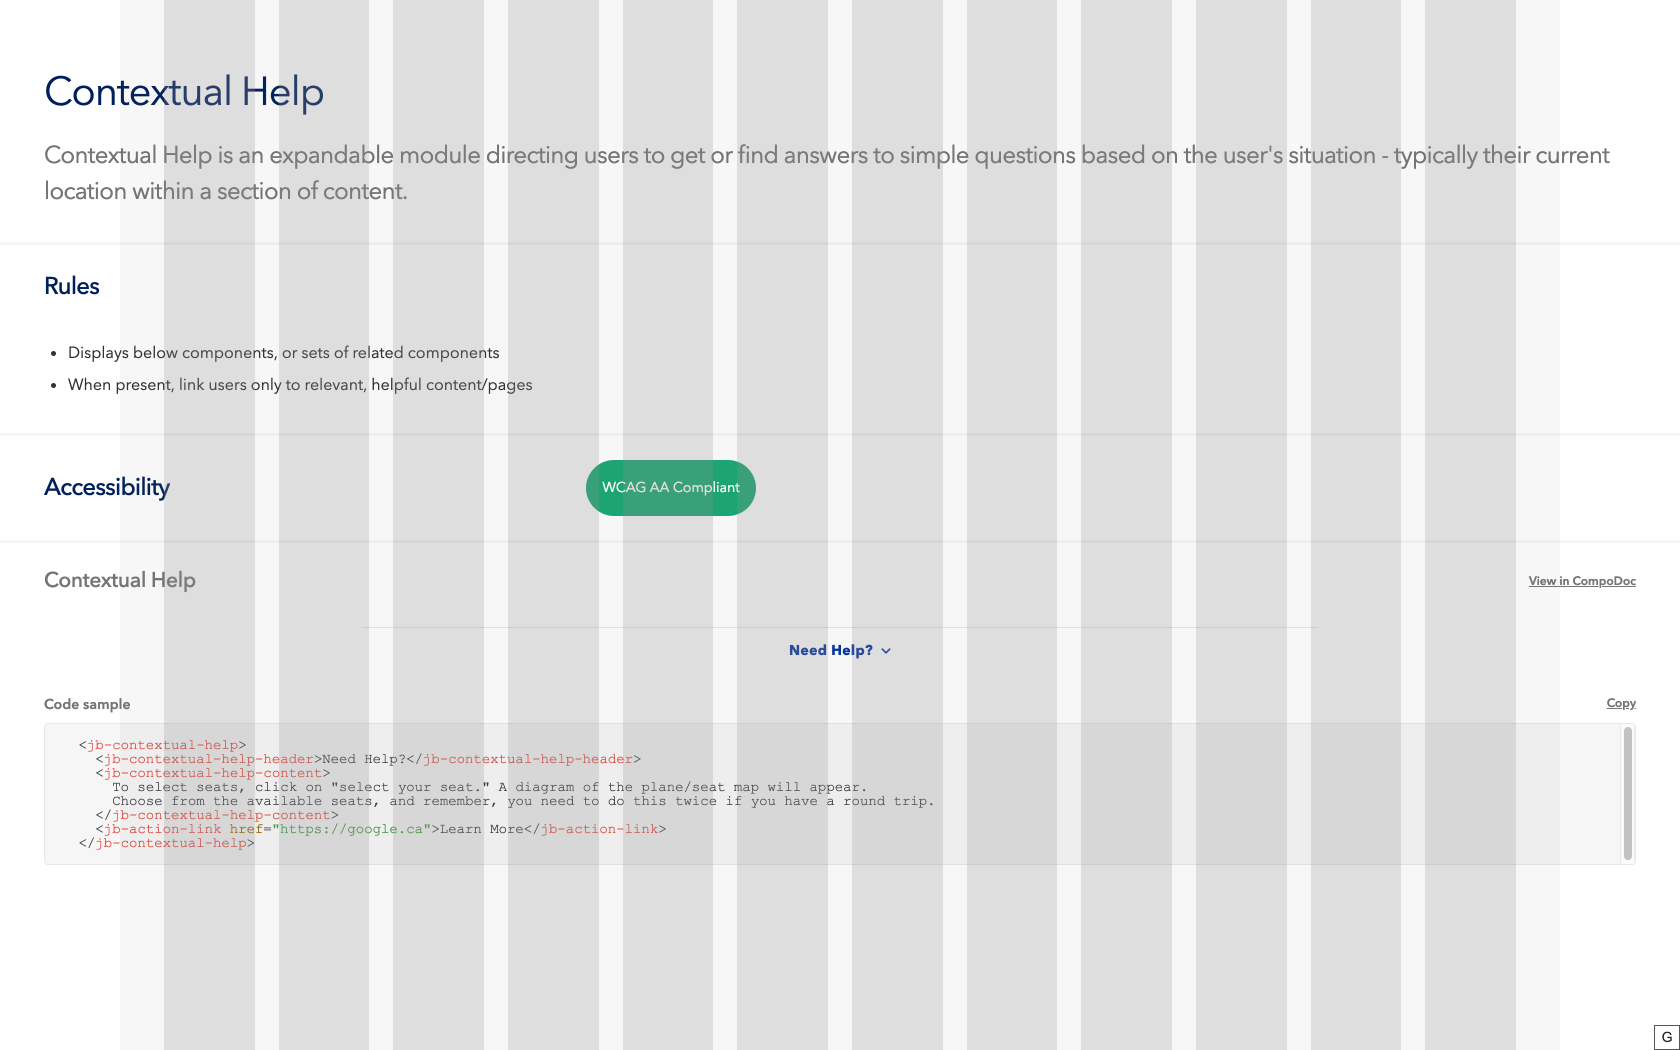 Contextual Help
Contextual Help is an expandable module directing users to get or find answers to simple questions based on the user's situation - typically their current
location within a section of content.
Rules
• Displays below components, or sets of related components
• When present, link users only to relevant, helpful content/pages
Accessibility
WCAG AA Compliant
Contextual Help
View in CompoDoc
Need Help?
Code sample
Copy
<jb-contextual-help>
  <jb-contextual-help-header>Need Help?</jb-contextual-help-header>
  <jb-contextual-help-content>
    To select seats, click on "select your seat." A diagram of the plane/seat map will appear.
    Choose from the available seats, and remember, you need to do this twice if you have a round trip.
  </jb-contextual-help-content>
  <jb-action-link href="https://google.ca">Learn More</jb-action-link>
</jb-contextual-help>
G